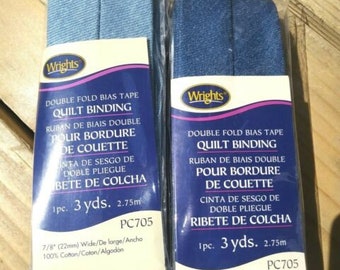 Wrights®
DOUBLE FOLD BIAS TAPE
QUILT BINDING
RUBAN DE BIAIS DOUBLE
POUR BORDURE
DE COUETTE
CINTA DE SESGO DE
DOBLE PLIEGUE
RIBETE DE COLCHA
1 pc. 3 yds. 2.75m
PC705
7/8" (22mm) Wide/De large/Ancho
100% Cotton/Coton/Algodon
Wrights®
DOUBLE FOLD BIAS TAPE
QUILT BINDING
RUBAN DE BIAIS DOUBLE
POUR BORDURE
DE COUETTE
CINTA DE SESGO DE
DOBLE PLIEGUE
RIBETE DE COLCHA
1 pc. 3 yds. 2.75m
PC705